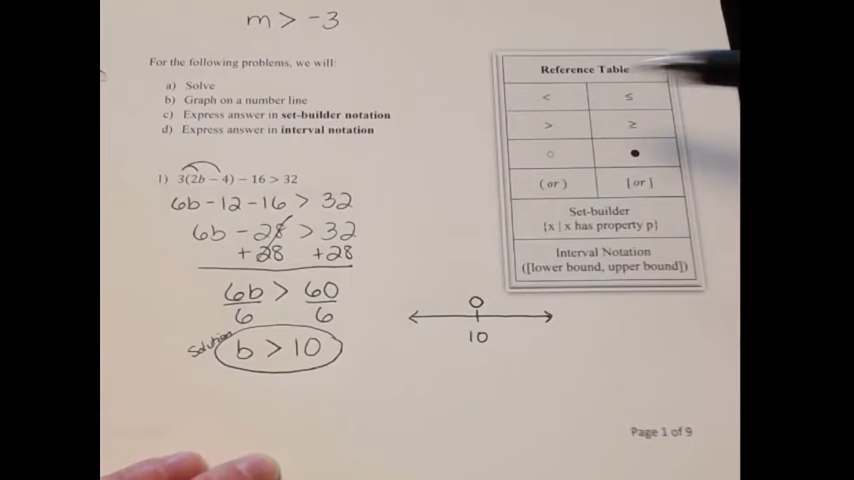 m > -3
For the following problems, we will:
a) Solve
b) Graph on a number line
c) Express answer in set-builder notation
d) Express answer in interval notation
1) 3(2b − 4) − 16 > 32
6b - 12 - 16 > 32
6b - 28 > 32
+28 +28
6b > 60
6 6
Solution
b > 10
10
Reference Table
< ≤
> ≥
○ ●
( or ) [ or ]
Set-builder
{x | x has property p}
Interval Notation
([lower bound, upper bound])
Page 1 of 9